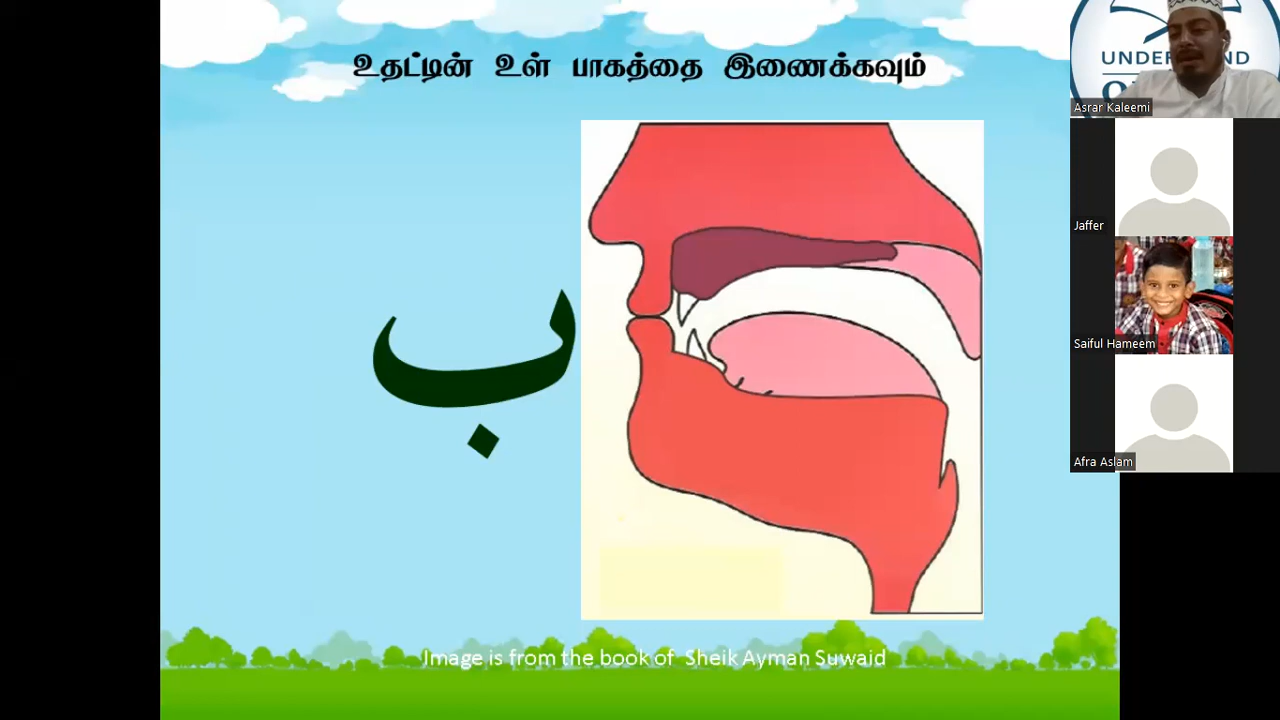 உதட்டின் உள் பாகத்தை இணைக்கவும்
ب
Image is from the book of Sheik Ayman Suwaid
UNDER
ND
Asrar Kaleemi
Jaffer
Saiful Hameem
Afra Aslam